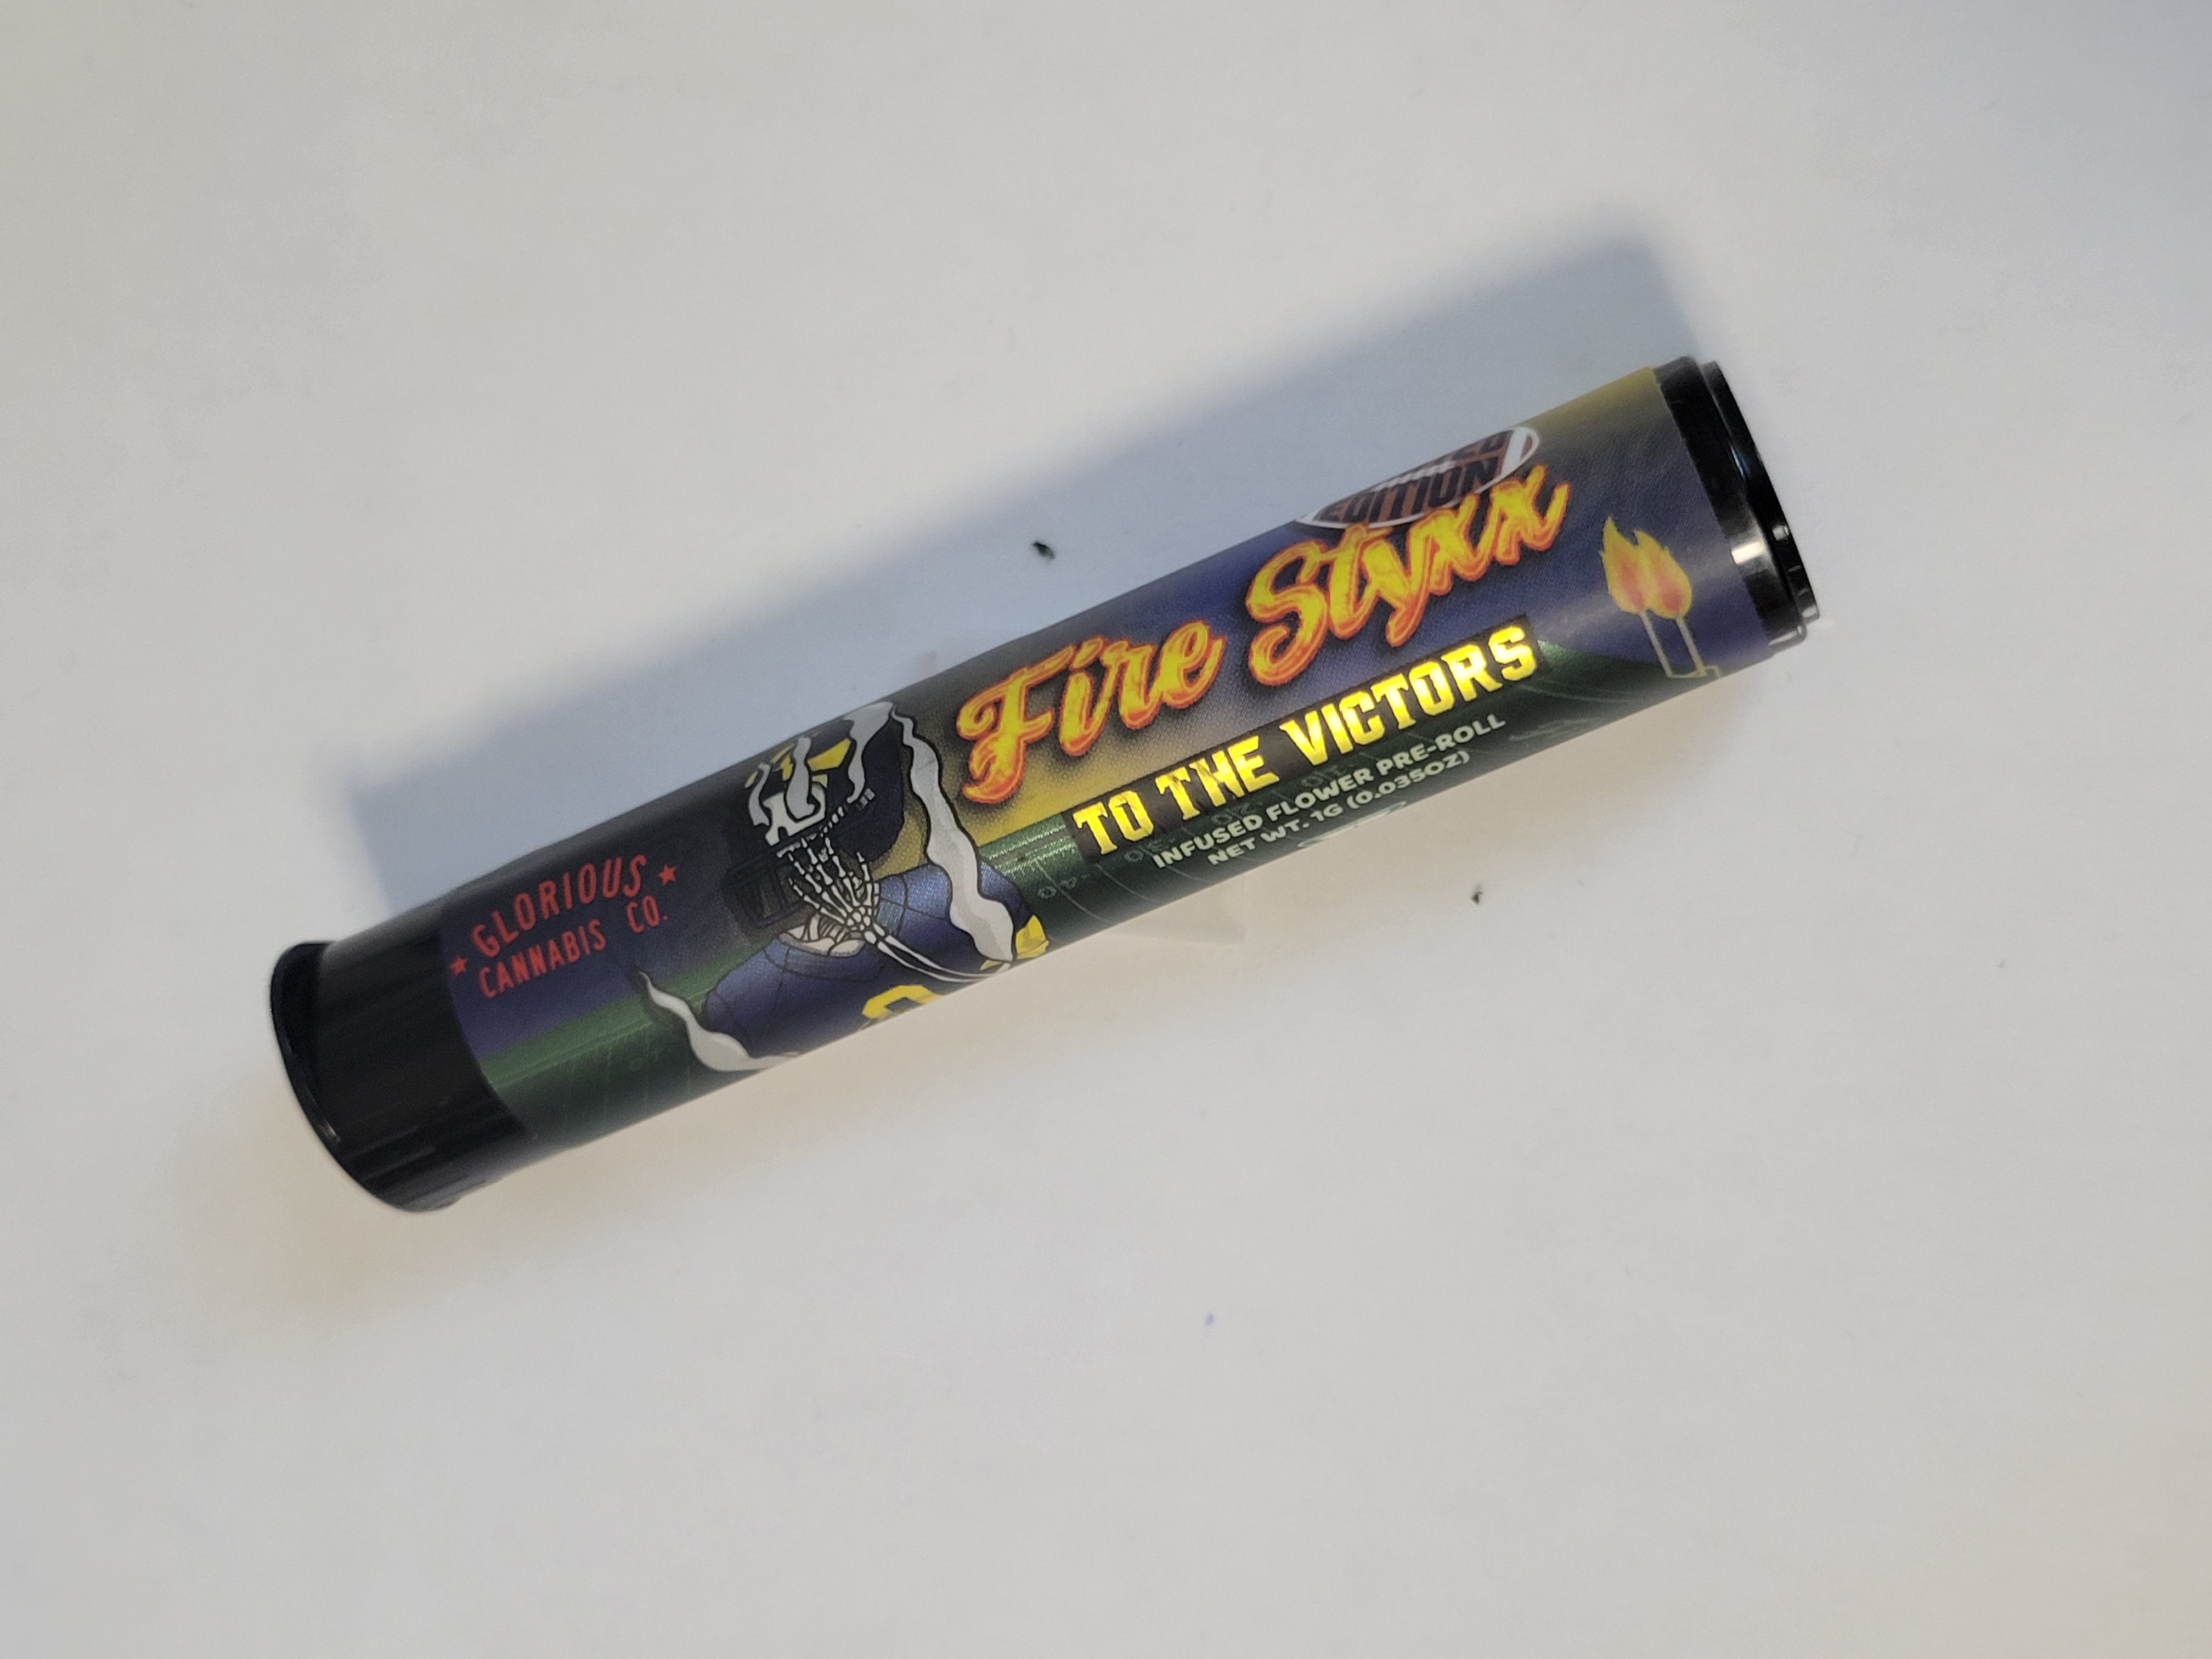 GLORIOUS
CANNABIS CO.
EDITION
Fire Styxx
TO THE VICTORS
INFUSED FLOWER PRE-ROLL
NET WT. 1G (0.035OZ)